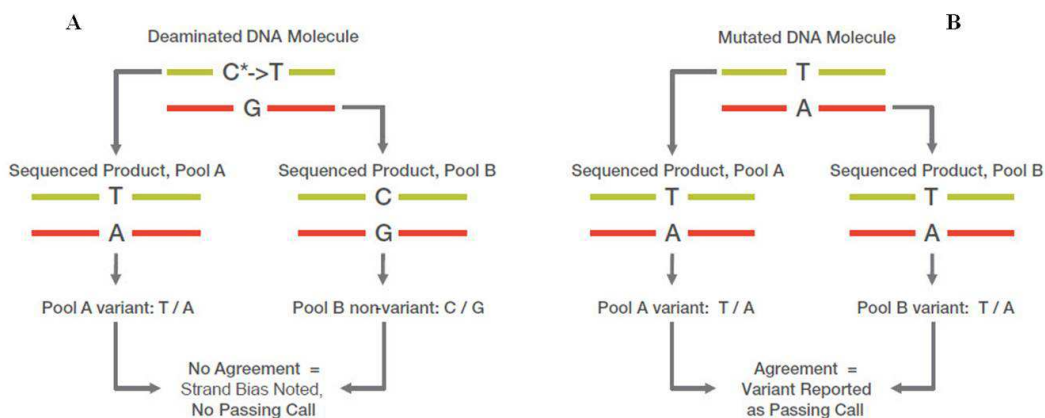 A
Deaminated DNA Molecule
C*->T
G
Sequenced Product, Pool A
T
A
Pool A variant: T / A
Sequenced Product, Pool B
C
G
Pool B non-variant: C / G
No Agreement =
Strand Bias Noted,
No Passing Call
B
Mutated DNA Molecule
T
A
Sequenced Product, Pool A
T
A
Pool A variant: T / A
Sequenced Product, Pool B
T
A
Pool B variant: T / A
Agreement =
Variant Reported
as Passing Call